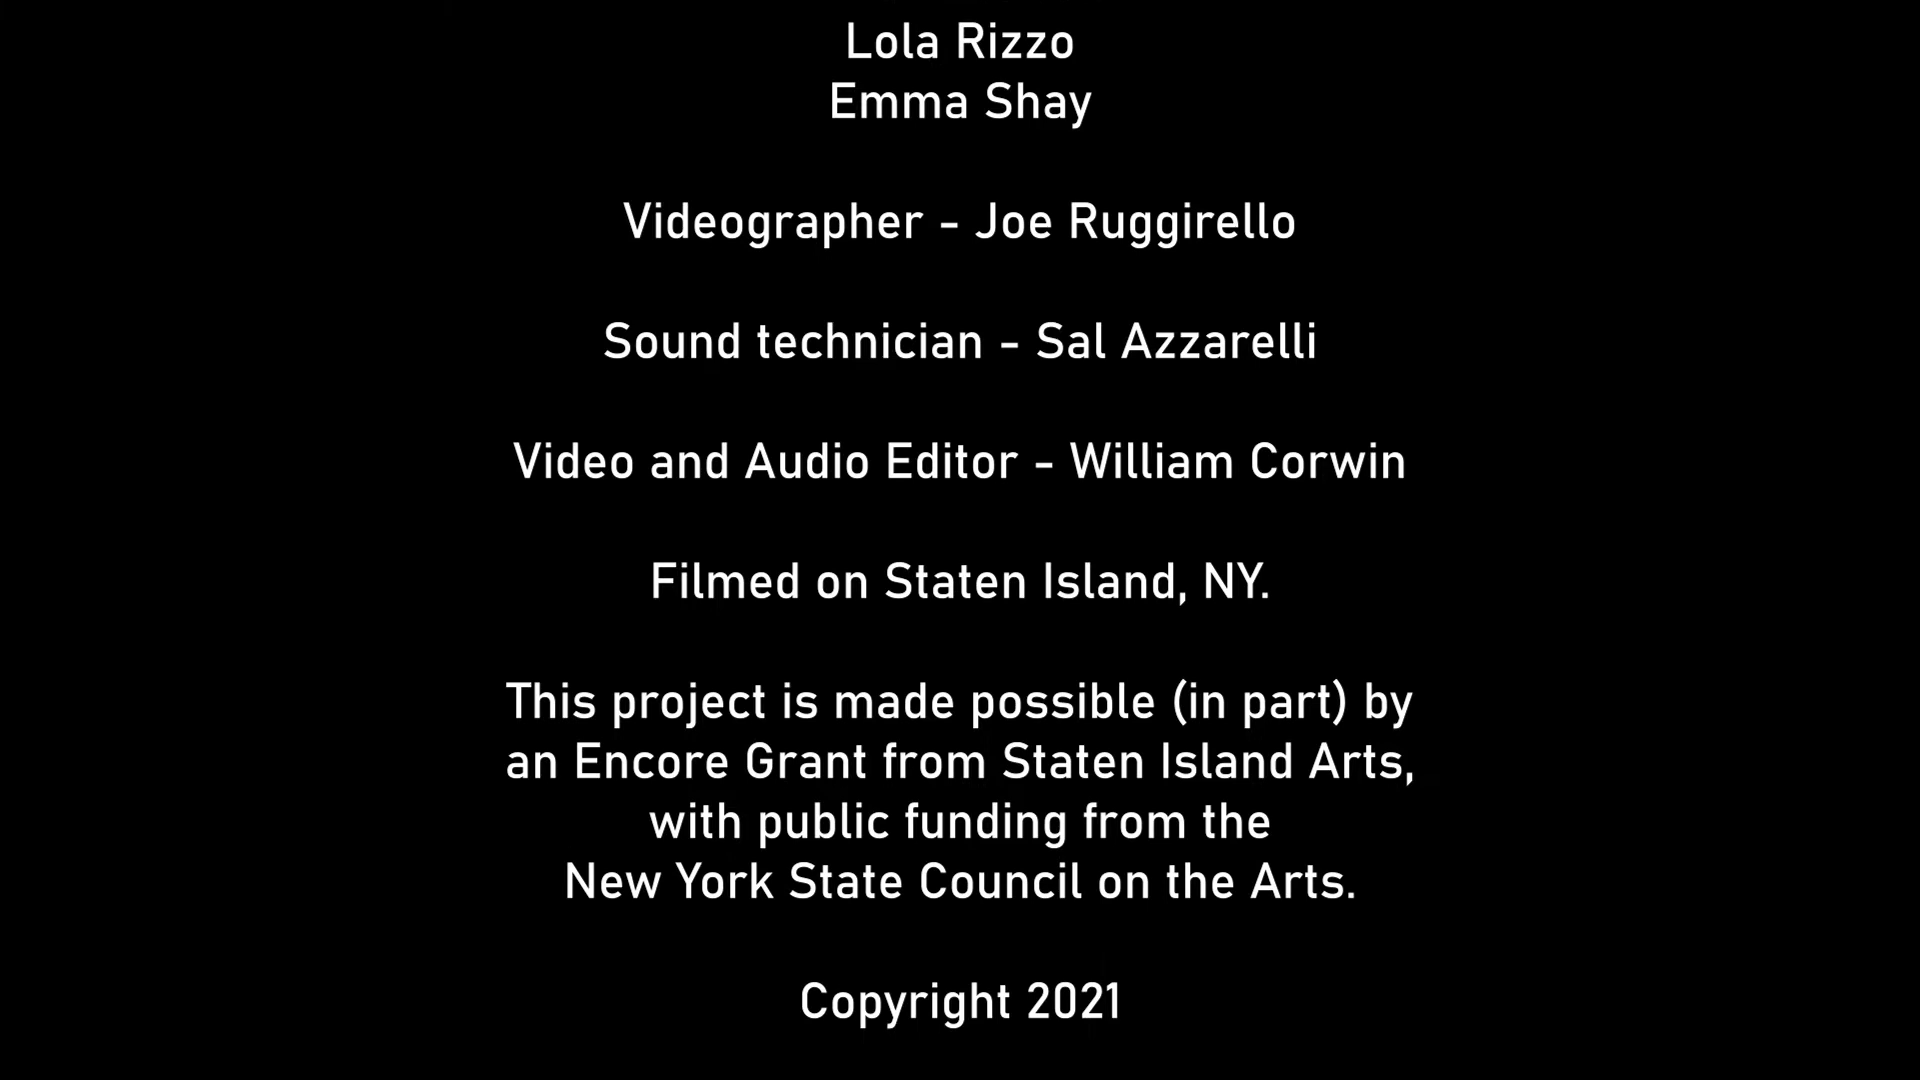 Lola Rizzo
Emma Shay
Videographer - Joe Ruggirello
Sound technician - Sal Azzarelli
Video and Audio Editor - William Corwin
Filmed on Staten Island, NY.
This project is made possible (in part) by
an Encore Grant from Staten Island Arts,
with public funding from the
New York State Council on the Arts.
Copyright 2021